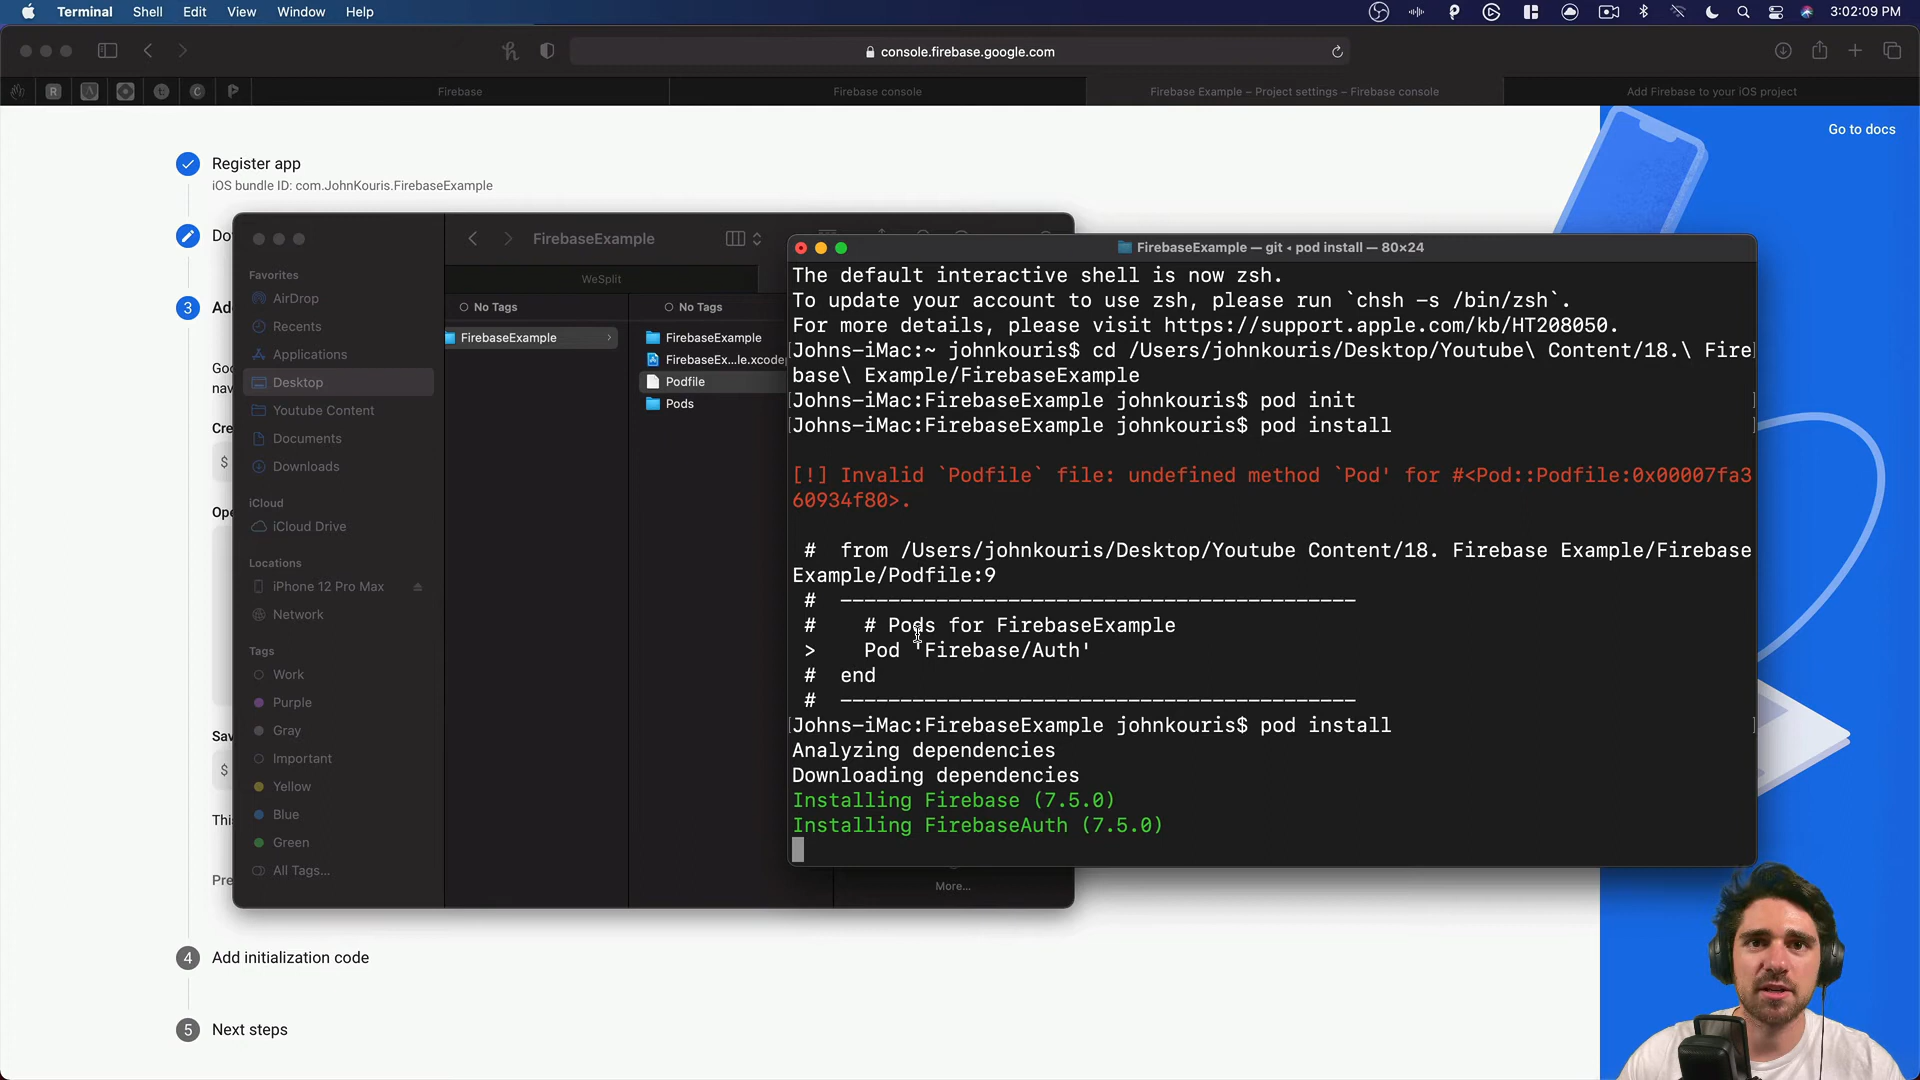 Terminal Shell Edit View Window Help
3:02:09 PM
console.firebase.google.com
Firebase
Firebase console
Firebase Example – Project settings – Firebase console
Add Firebase to your iOS project
Go to docs
Register app
iOS bundle ID: com.JohnKouris.FirebaseExample
3
4 Add initialization code
5 Next steps
Favorites
AirDrop
Recents
Applications
Desktop
Youtube Content
Documents
Downloads
iCloud
iCloud Drive
Locations
iPhone 12 Pro Max
Network
Tags
Work
Purple
Gray
Important
Yellow
Blue
Green
All Tags...
FirebaseExample
WeSplit
No Tags
FirebaseExample
No Tags
FirebaseExample
FirebaseEx...le.xcode
Podfile
Pods
More...
FirebaseExample — git ◂ pod install — 80×24
The default interactive shell is now zsh.
To update your account to use zsh, please run `chsh -s /bin/zsh`.
For more details, please visit https://support.apple.com/kb/HT208050.
[Johns-iMac:~ johnkouris$ cd /Users/johnkouris/Desktop/Youtube\ Content/18.\ Fire]
base\ Example/FirebaseExample
[Johns-iMac:FirebaseExample johnkouris$ pod init ]
[Johns-iMac:FirebaseExample johnkouris$ pod install ]
[!] Invalid `Podfile` file: undefined method `Pod' for #<Pod::Podfile:0x00007fa3
60934f80>.
# from /Users/johnkouris/Desktop/Youtube Content/18. Firebase Example/Firebase
Example/Podfile:9
# -------------------------------------------
# # Pods for FirebaseExample
> Pod 'Firebase/Auth'
# end
# -------------------------------------------
[Johns-iMac:FirebaseExample johnkouris$ pod install ]
Analyzing dependencies
Downloading dependencies
Installing Firebase (7.5.0)
Installing FirebaseAuth (7.5.0)